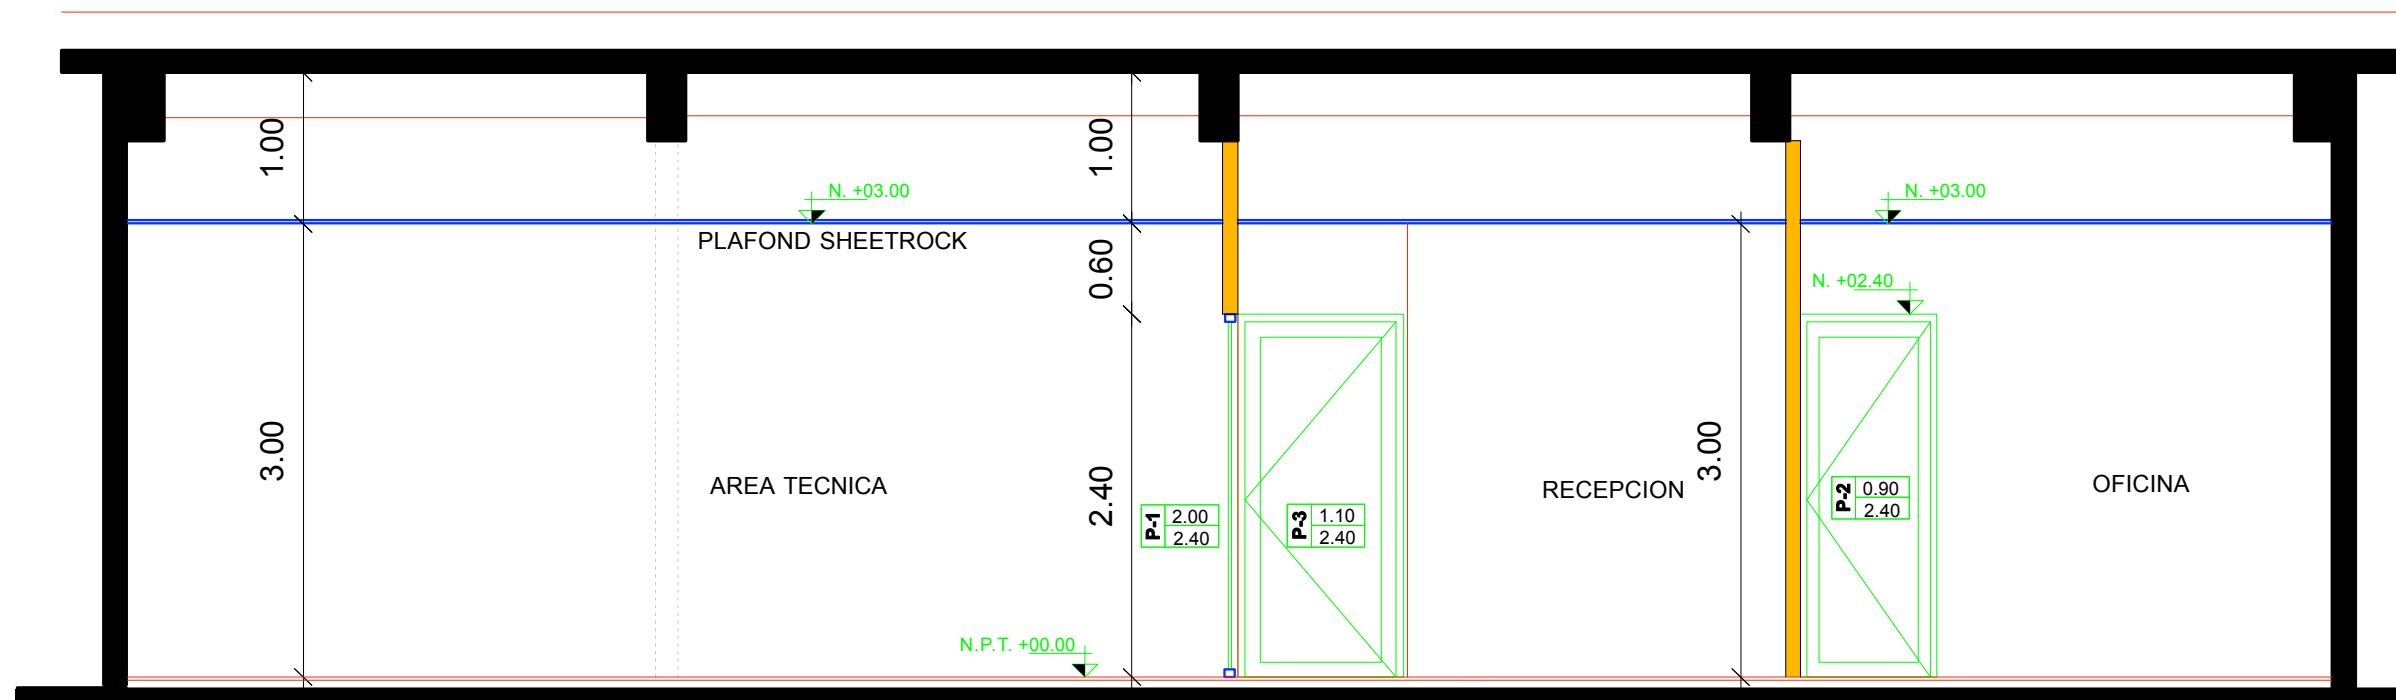 1.00
1.00
N. +03.00
N. +03.00
PLAFOND SHEETROCK
0.60
N. +02.40
3.00
2.40
3.00
AREA TECNICA
RECEPCION
OFICINA
P-1 2.00
2.40
P-3 1.10
2.40
P-2 0.90
2.40
N.P.T. +00.00